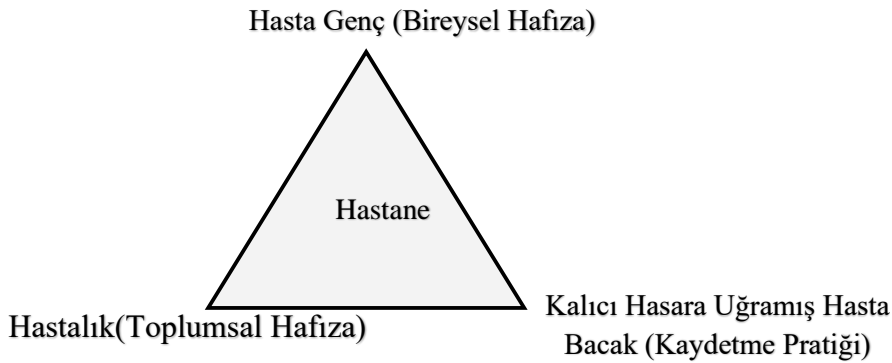 Hasta Genç (Bireysel Hafıza)
Hastane
Hastalık(Toplumsal Hafıza)
Kalıcı Hasara Uğramış Hasta
Bacak (Kaydetme Pratiği)